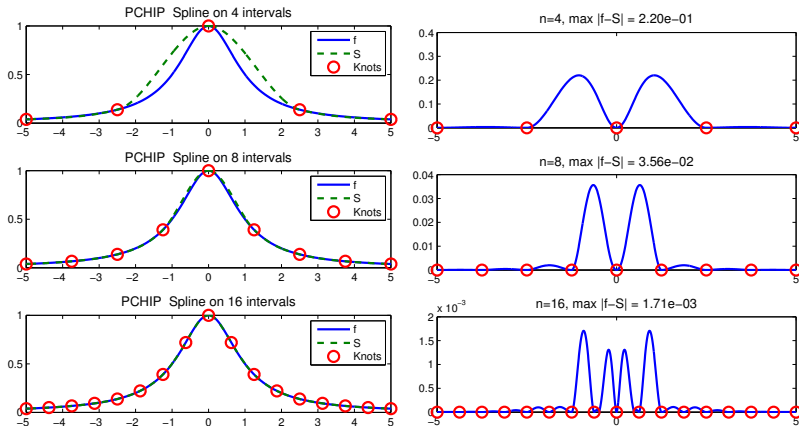 PCHIP Spline on 4 intervals
1
0.5
0
−5 −4 −3 −2 −1 0 1 2 3 4 5
f
S
Knots
n=4, max |f−S| = 2.20e−01
0.4
0.3
0.2
0.1
0
−5 0 5
PCHIP Spline on 8 intervals
1
0.5
0
−5 −4 −3 −2 −1 0 1 2 3 4 5
f
S
Knots
n=8, max |f−S| = 3.56e−02
0.04
0.03
0.02
0.01
0
−5 0 5
PCHIP Spline on 16 intervals
1
0.5
0
−5 −4 −3 −2 −1 0 1 2 3 4 5
f
S
Knots
x 10⁻³
n=16, max |f−S| = 1.71e−03
2
1.5
1
0.5
0
−5 0 5